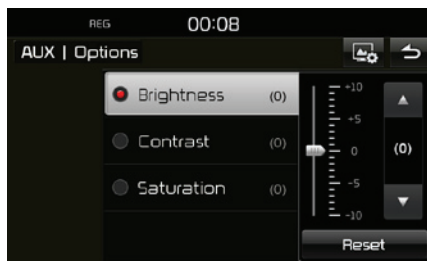 REG 00:08
AUX | Options
Brightness (0)
Contrast (0)
Saturation (0)
+10
+5
0
-5
-10
(0)
Reset